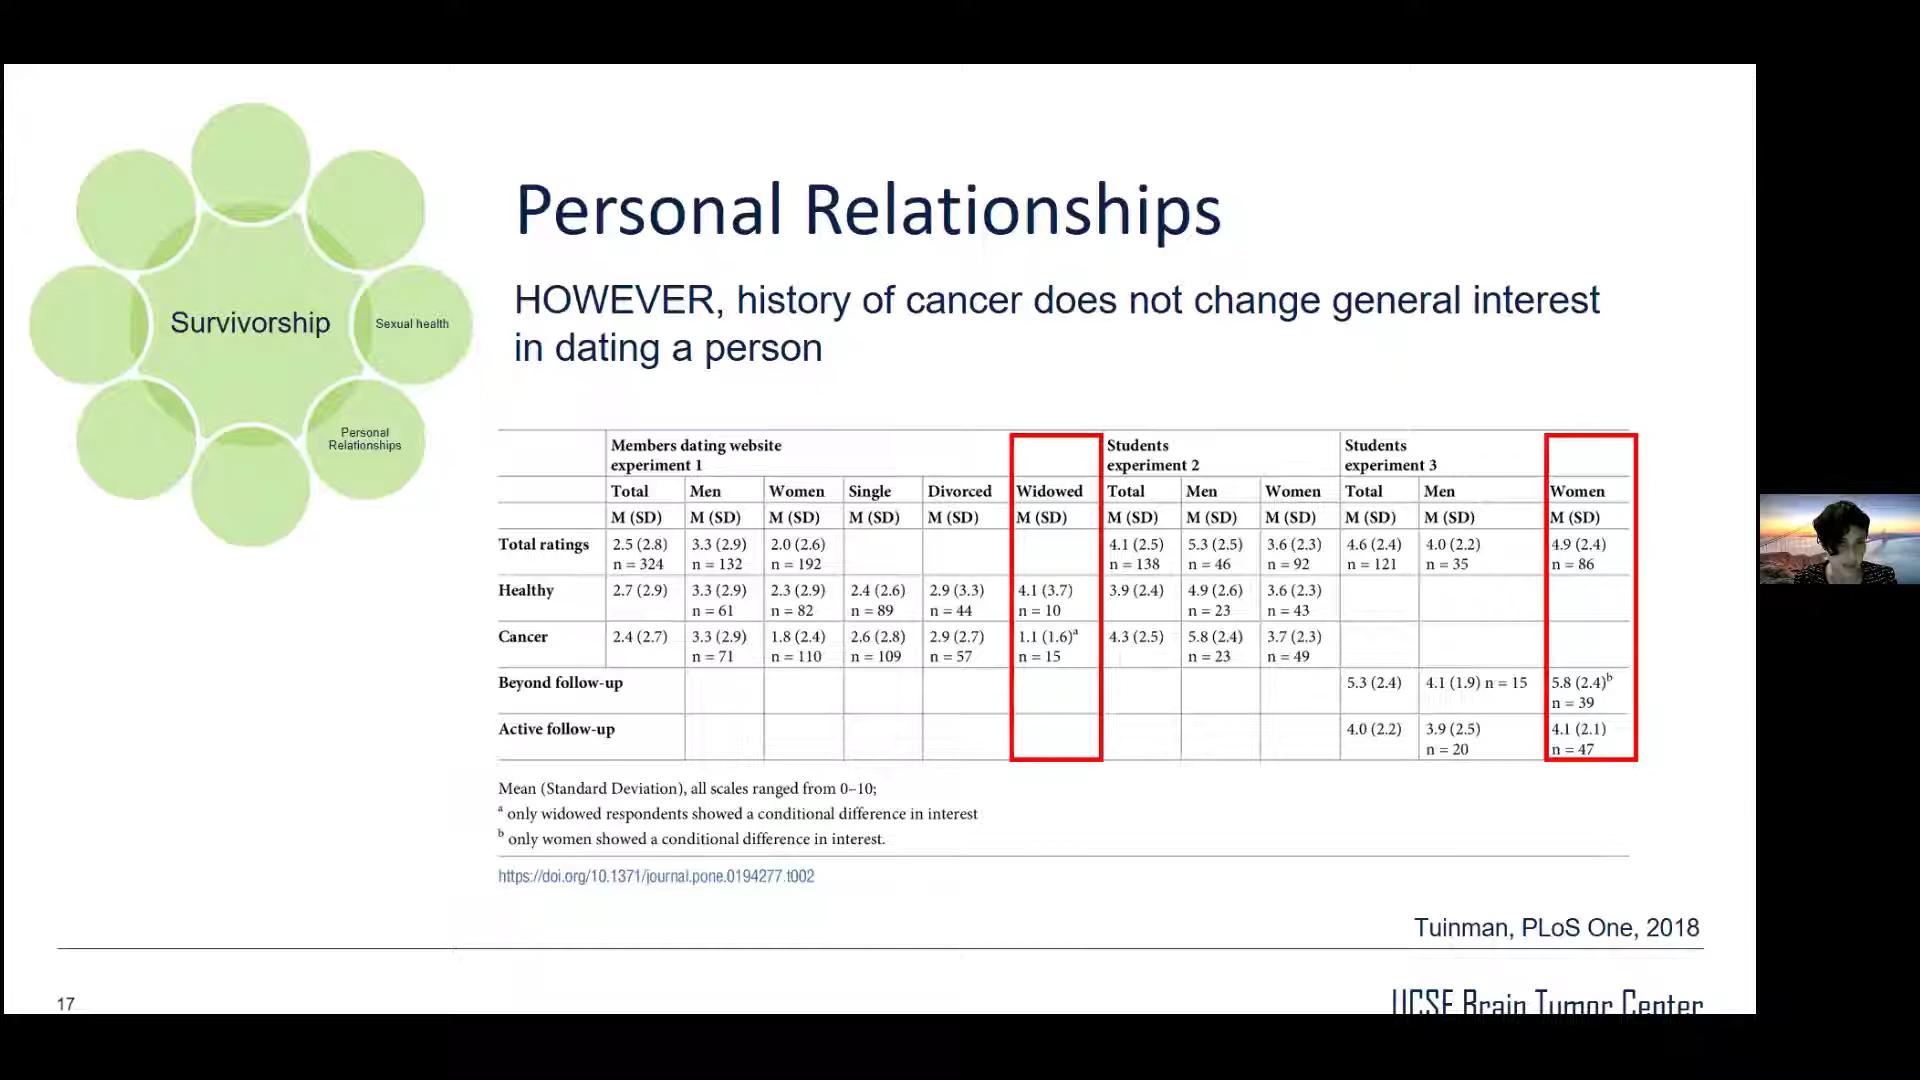 Survivorship
Sexual health
Personal
Relationships
Personal Relationships
HOWEVER, history of cancer does not change general interest
in dating a person
Members dating website experiment 1 Students experiment 2 Students experiment 3
Total Men Women Single Divorced Widowed Total Men Women Total Men Women
M (SD) M (SD) M (SD) M (SD) M (SD) M (SD) M (SD) M (SD) M (SD) M (SD) M (SD) M (SD)
Total ratings 2.5 (2.8) 3.3 (2.9) 2.0 (2.6) 4.1 (2.5) 5.3 (2.5) 3.6 (2.3) 4.6 (2.4) 4.0 (2.2) 4.9 (2.4)
n = 324 n = 132 n = 192 n = 138 n = 46 n = 92 n = 121 n = 35 n = 86
Healthy 2.7 (2.9) 3.3 (2.9) 2.3 (2.9) 2.4 (2.6) 2.9 (3.3) 4.1 (3.7) 3.9 (2.4) 4.9 (2.6) 3.6 (2.3)
n = 61 n = 82 n = 89 n = 44 n = 10 n = 23 n = 43
Cancer 2.4 (2.7) 3.3 (2.9) 1.8 (2.4) 2.6 (2.8) 2.9 (2.7) 1.1 (1.6)a 4.3 (2.5) 5.8 (2.4) 3.7 (2.3)
n = 71 n = 110 n = 109 n = 57 n = 15 n = 23 n = 49
Beyond follow-up 5.3 (2.4) 4.1 (1.9) n = 15 5.8 (2.4)b
n = 39
Active follow-up 4.0 (2.2) 3.9 (2.5) 4.1 (2.1)
n = 20 n = 47
Mean (Standard Deviation), all scales ranged from 0–10;
a only widowed respondents showed a conditional difference in interest
b only women showed a conditional difference in interest.
https://doi.org/10.1371/journal.pone.0194277.t002
Tuinman, PLoS One, 2018
17
UCSF Brain Tumor Center